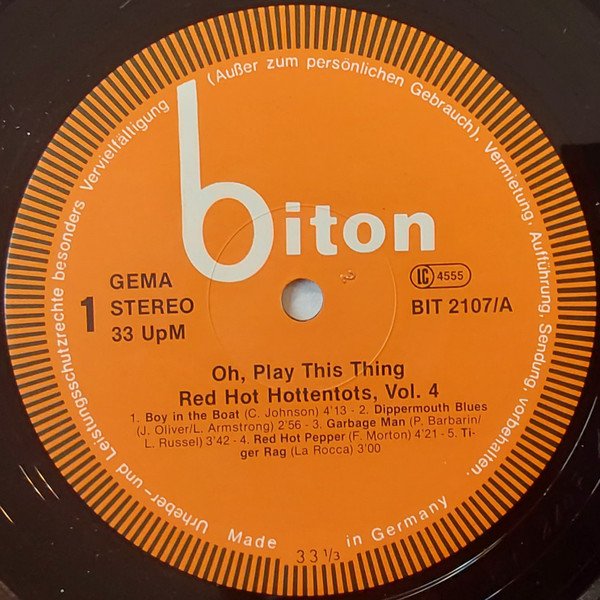 Urheber- und Leistungsschutzrechte besonders Vervielfältigung (Außer zum persönlichen Gebrauch), Vermietung, Aufführung, Sendung, vorbehalten.
biton
GEMA
1 STEREO
33 UpM
LC 4555
BIT 2107/A
Oh, Play This Thing
Red Hot Hottentots, Vol. 4
1. Boy in the Boat (C. Johnson) 4'13 - 2. Dippermouth Blues
(J. Oliver/L. Armstrong) 2'56 - 3. Garbage Man (P. Barbarin/
L. Russel) 3'42 - 4. Red Hot Pepper (F. Morton) 4'21 - 5. Ti-
ger Rag (La Rocca) 3'00
Made in Germany
33 1/3